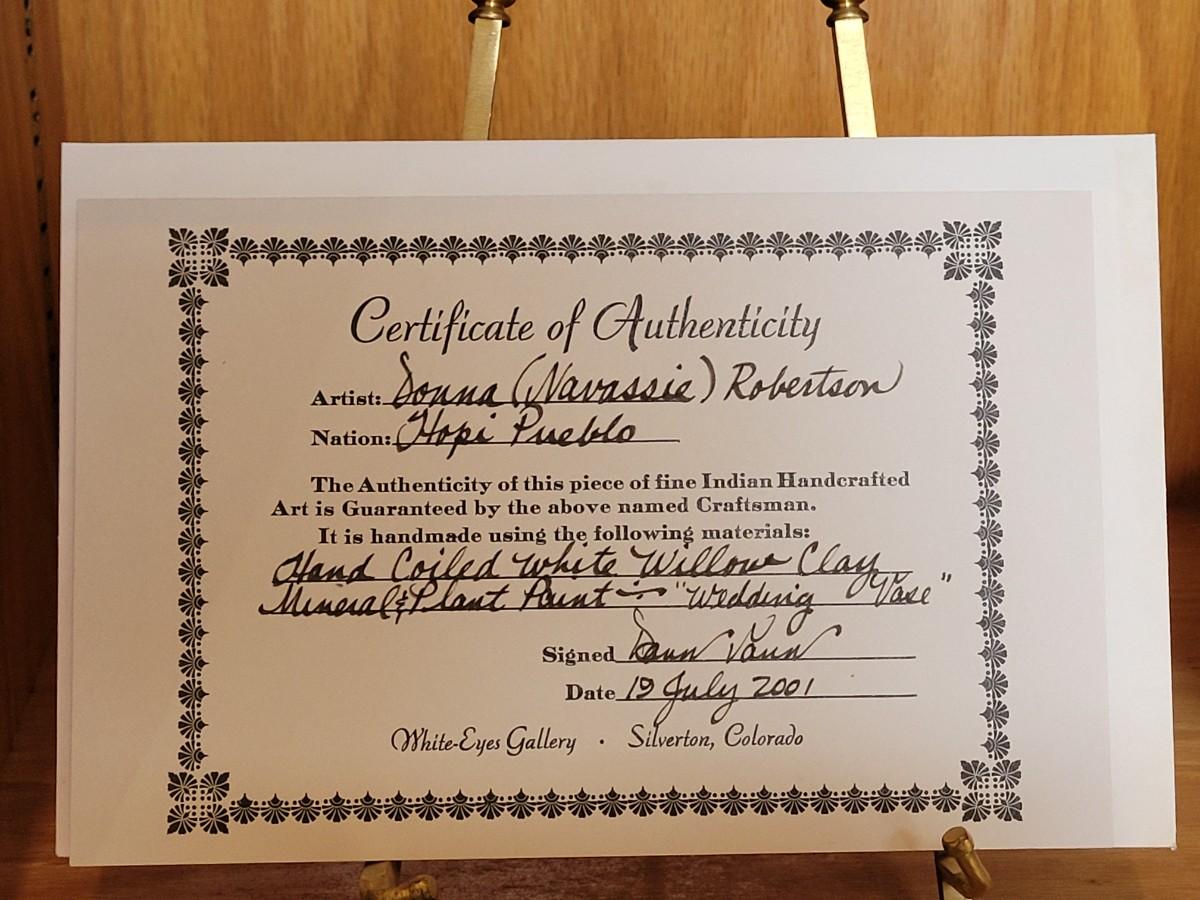 Certificate of Authenticity
Artist: Donna (Navassie) Robertson
Nation: Hopi Pueblo
The Authenticity of this piece of fine Indian Handcrafted
Art is Guaranteed by the above named Craftsman.
It is handmade using the following materials:
Hand Coiled White Willow Clay
Mineral & Plant Paint — "Wedding Vase"
Signed
Date 19 July 2001
White-Eyes Gallery · Silverton, Colorado